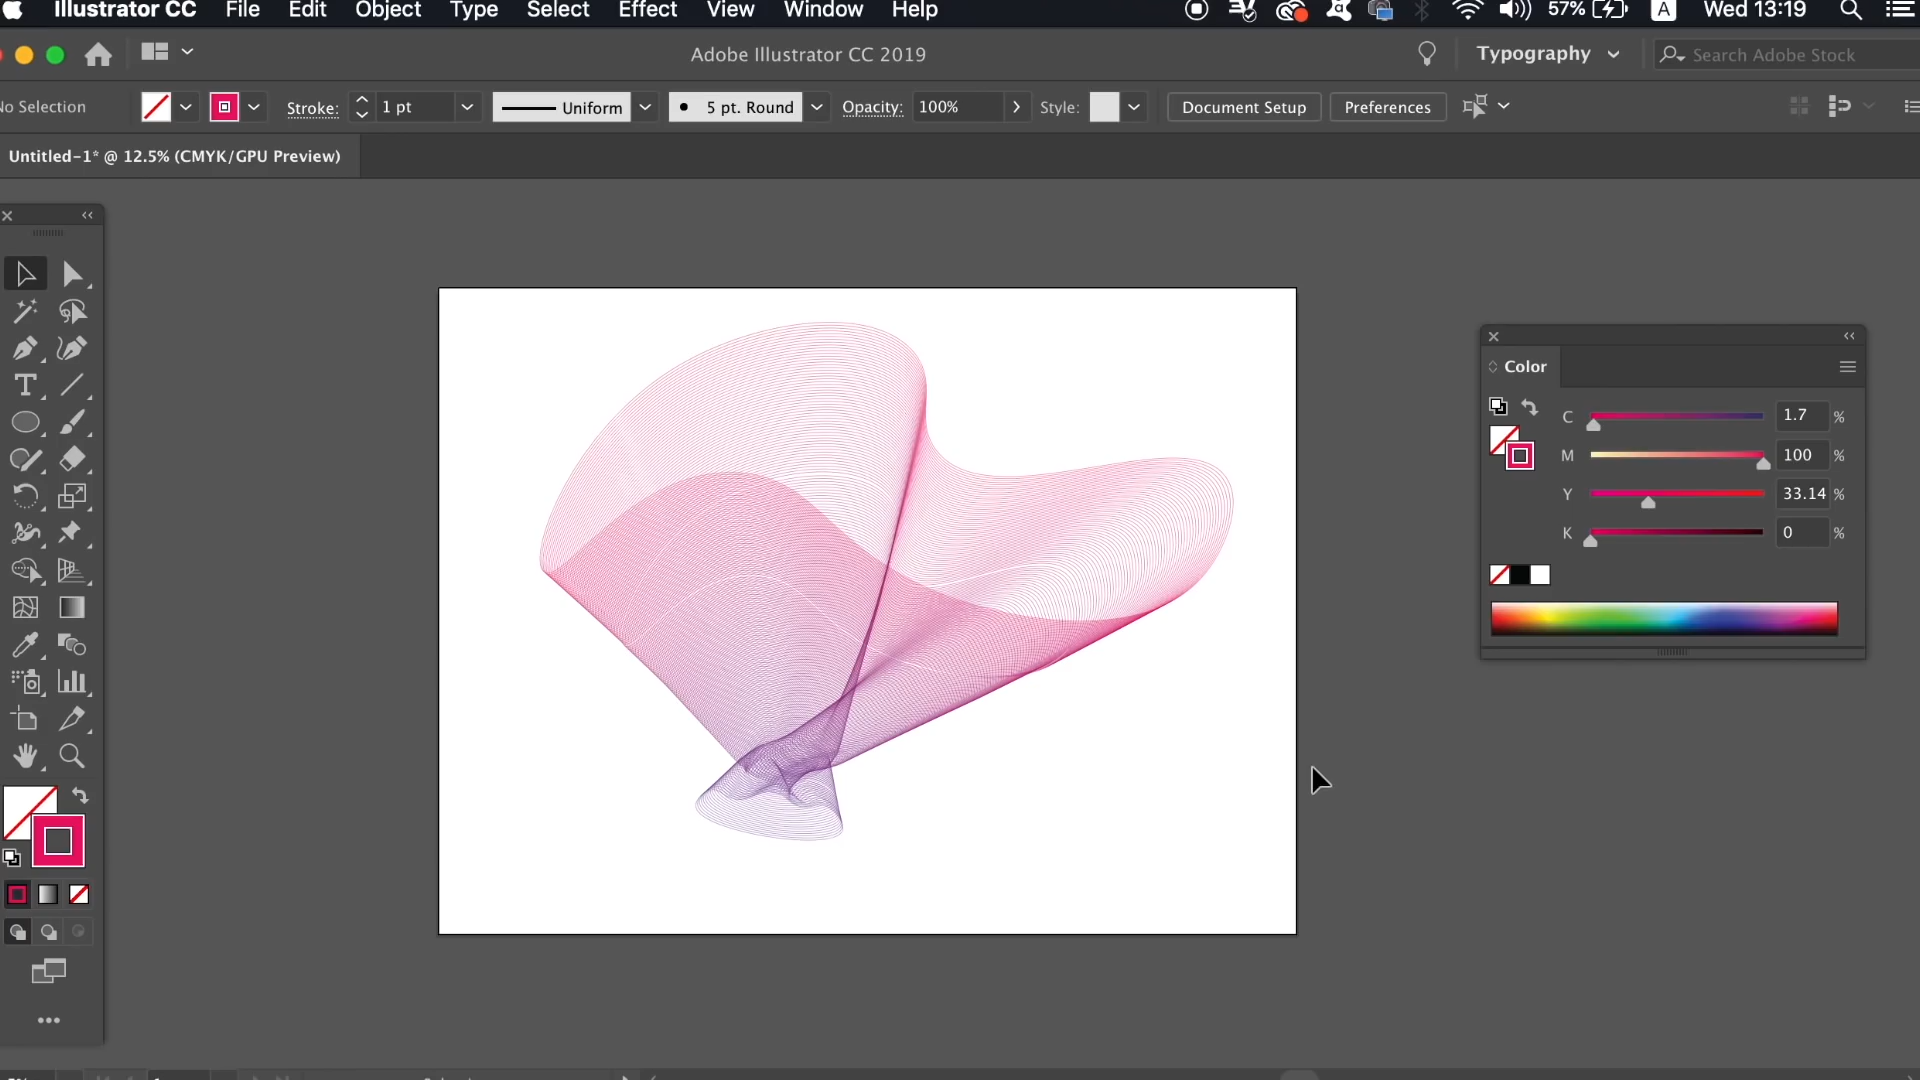 Illustrator CC File Edit Object Type Select Effect View Window Help 57% A Wed 13:19
Adobe Illustrator CC 2019 Typography Search Adobe Stock
No Selection Stroke: 1 pt Uniform 5 pt. Round Opacity: 100% Style: Document Setup Preferences
Untitled-1* @ 12.5% (CMYK/GPU Preview)
Color
C 1.7 %
M 100 %
Y 33.14 %
K 0 %